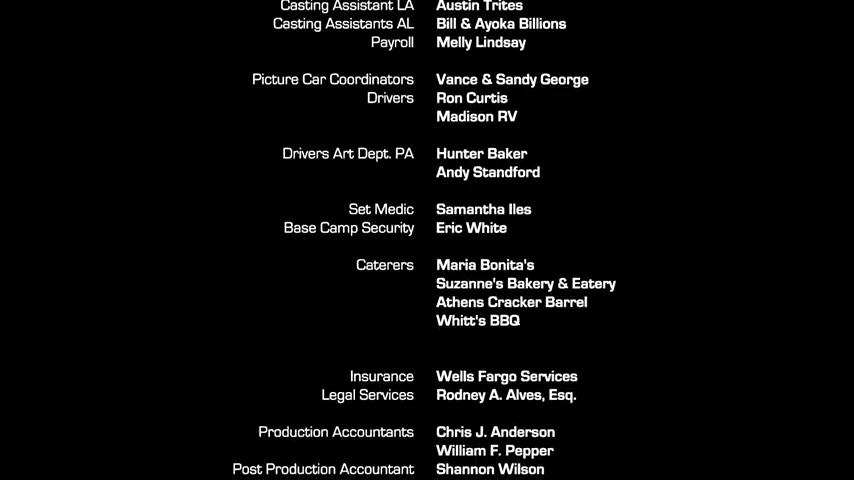 Casting Assistant LA Austin Trites
Casting Assistants AL Bill & Ayoka Billions
Payroll Melly Lindsay
Picture Car Coordinators Vance & Sandy George
Drivers Ron Curtis
Madison RV
Drivers Art Dept. PA Hunter Baker
Andy Standford
Set Medic Samantha Iles
Base Camp Security Eric White
Caterers Maria Bonita's
Suzanne's Bakery & Eatery
Athens Cracker Barrel
Whitt's BBQ
Insurance Wells Fargo Services
Legal Services Rodney A. Alves, Esq.
Production Accountants Chris J. Anderson
William F. Pepper
Post Production Accountant Shannon Wilson